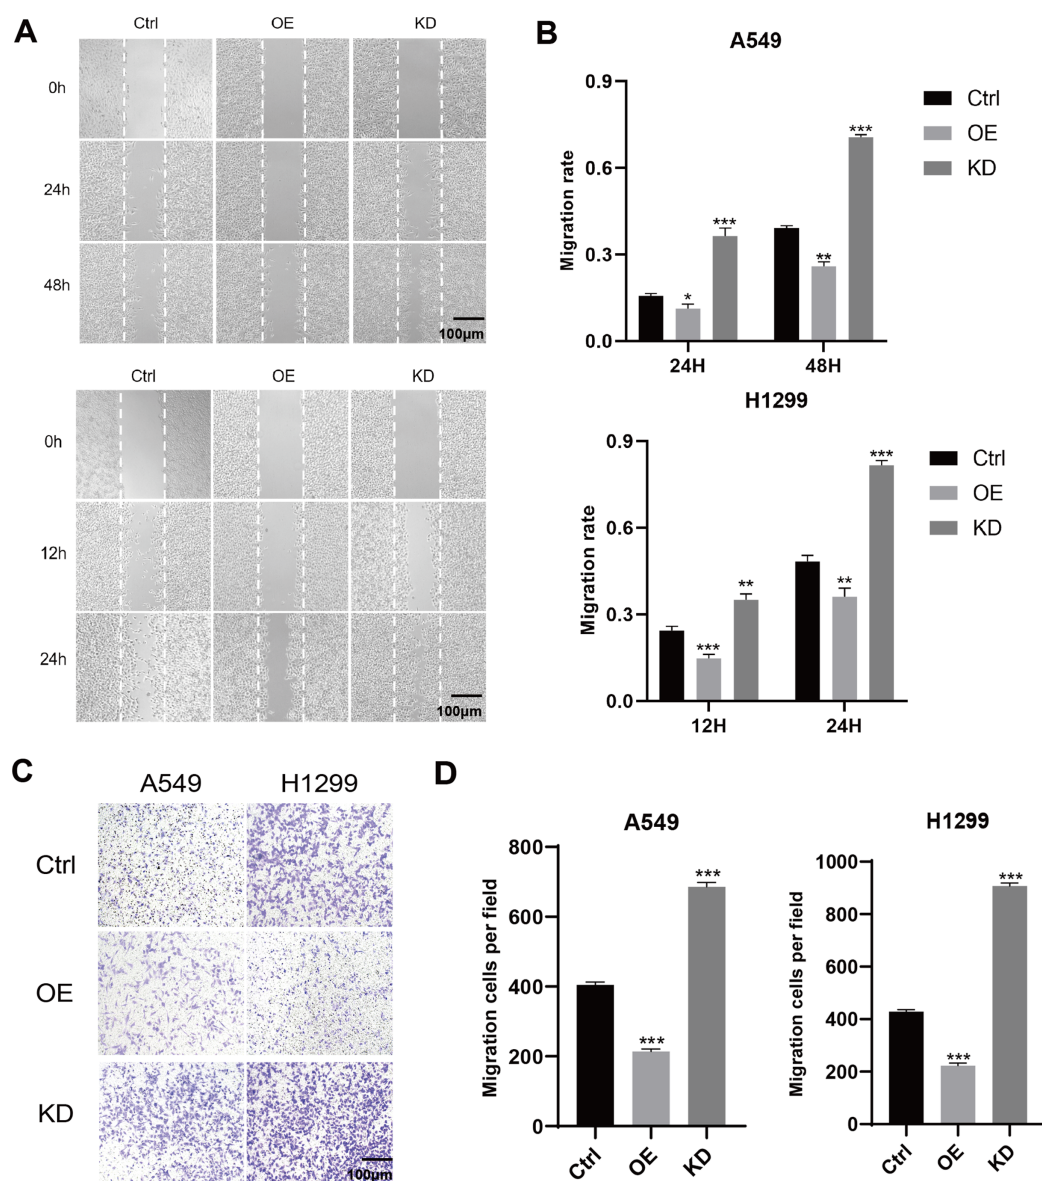 A
Ctrl OE KD
0h
24h
48h
100μm
Ctrl OE KD
0h
12h
24h
100μm
B
A549
Migration rate
0.9
0.6
0.3
0.0
*
***
**
***
24H 48H
Ctrl
OE
KD
H1299
Migration rate
0.9
0.6
0.3
0.0
***
**
**
***
12H 24H
Ctrl
OE
KD
C
A549 H1299
Ctrl
OE
KD
100μm
D
A549
Migration cells per field
800
600
400
200
0
***
***
Ctrl OE KD
H1299
Migration cells per field
1000
800
600
400
200
0
***
***
Ctrl OE KD